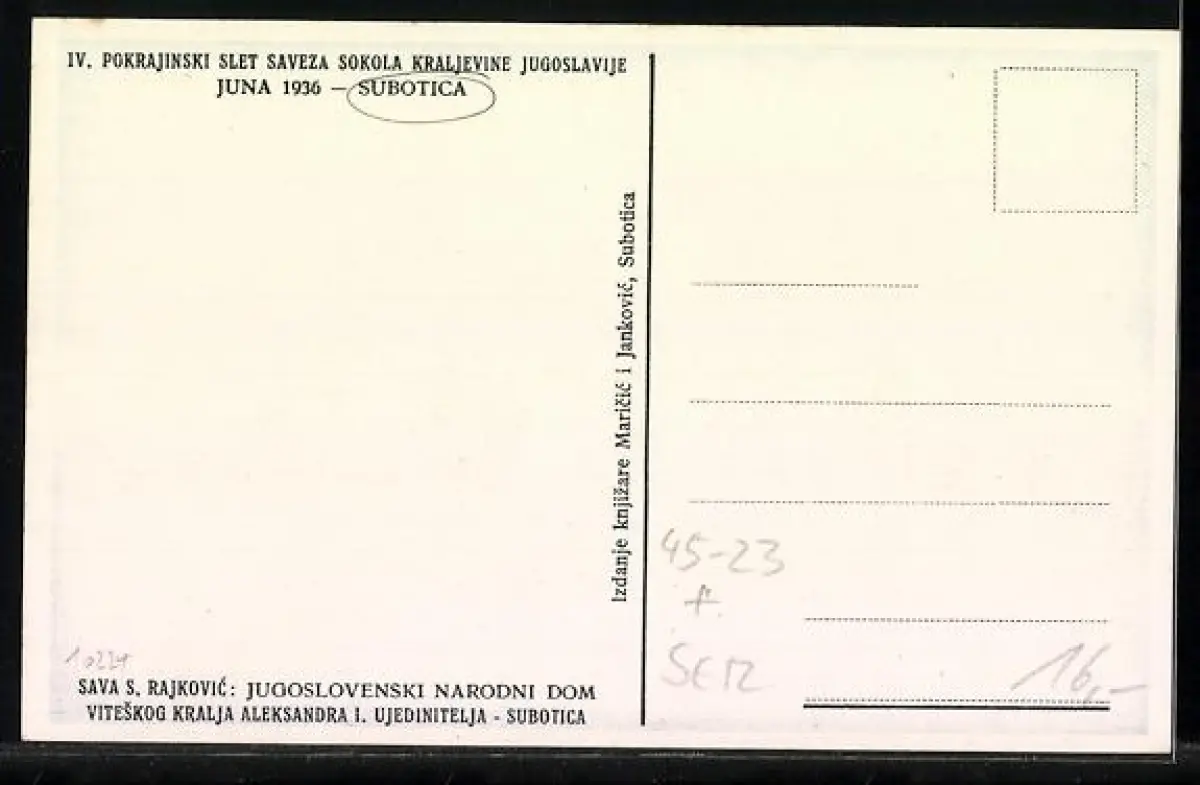 IV. POKRAJINSKI SLET SAVEZA SOKOLA KRALJEVINE JUGOSLAVIJE
JUNA 1936 — SUBOTICA
Izdanje knjižare Maričić i Janković, Subotica
45-23
+
SER
16,-
SAVA S. RAJKOVIĆ: JUGOSLOVENSKI NARODNI DOM
VITEŠKOG KRALJA ALEKSANDRA I. UJEDINITELJA - SUBOTICA